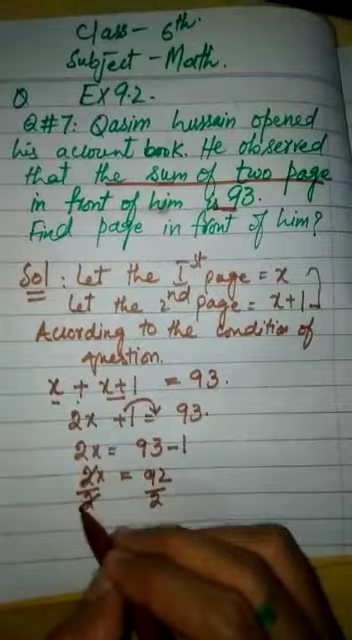 Class- 6th.
Subject- Math.
Q Ex 9.2.
Q#7: Qasim hussain opened
his account book. He observed
that the sum of two page
in front of him is 93.
Find page in front of him?
Sol: Let the Ist page = x
Let the 2nd page = x+1
According to the condition of
question.
x + x+1 = 93.
2x + 1 = 93.
2x = 93-1
2x/2 = 92/2